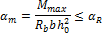 α_m = M_max / (R_b b h_0^2) ≤ α_R